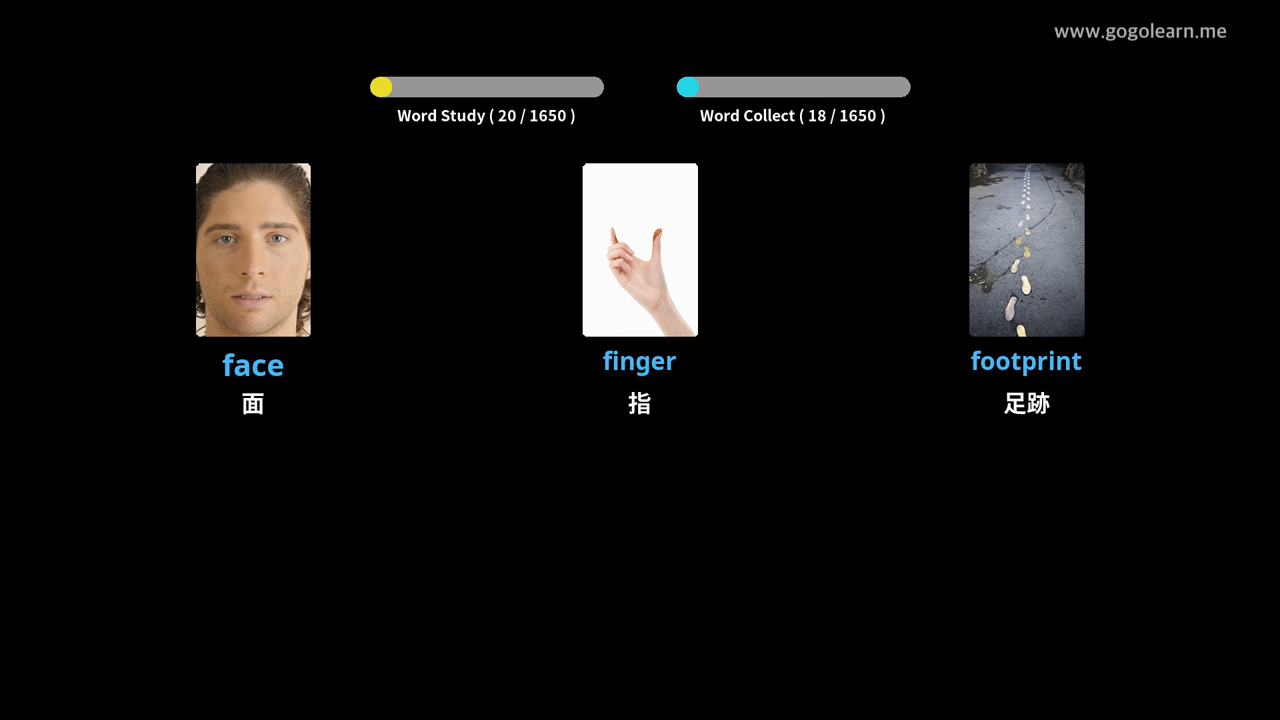 www.gogolearn.me
Word Study ( 20 / 1650 )
Word Collect ( 18 / 1650 )
face
finger
footprint
面
指
足跡